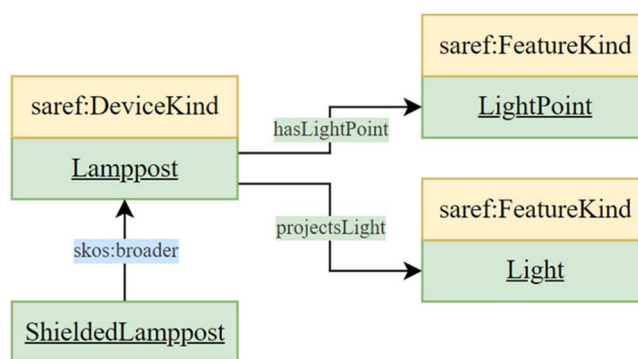 saref:FeatureKind
LightPoint
saref:DeviceKind
Lamppost
hasLightPoint
projectsLight
saref:FeatureKind
Light
skos:broader
ShieldedLamppost